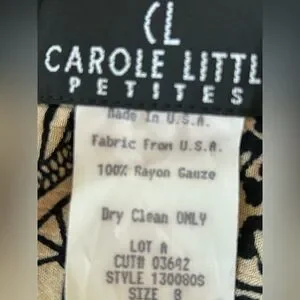 CL
CAROLE LITTL
PETITES
Made In U.S.A.
Fabric From U.S.A.
100% Rayon Gauze
Dry Clean ONLY
LOT A
CUT# 03642
STYLE 130080S
SIZE 8